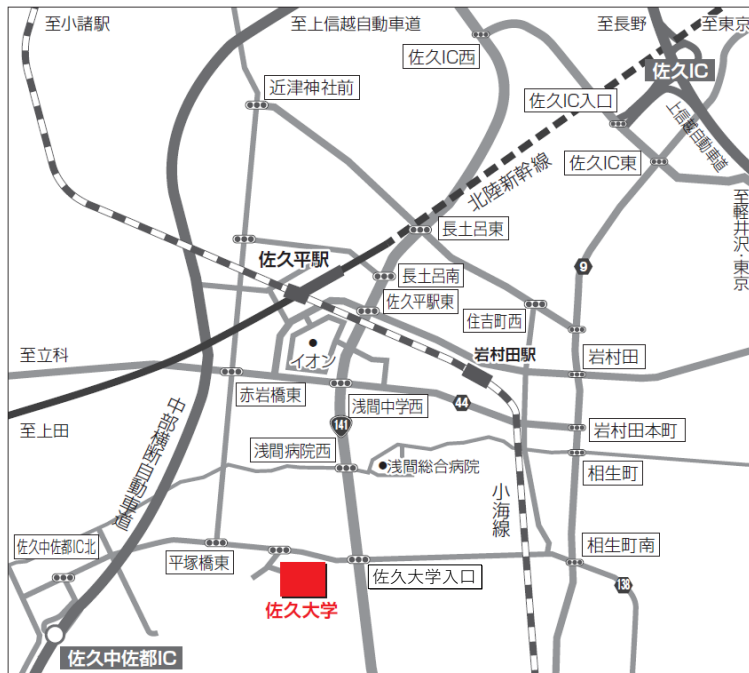 至小諸駅
至上信越自動車道
至長野
至東京
佐久IC西
佐久IC
近津神社前
佐久IC入口
上信越自動車道
佐久IC東
北陸新幹線
至軽井沢・東京
長土呂東
佐久平駅
9
長土呂南
佐久平駅東
住吉町西
イオン
岩村田駅
岩村田
至立科
赤岩橋東
浅間中学西
44
至上田
141
岩村田本町
中部横断自動車道
浅間病院西
浅間総合病院
相生町
小海線
佐久中佐都IC北
平塚橋東
佐久大学入口
相生町南
138
佐久大学
佐久中佐都IC